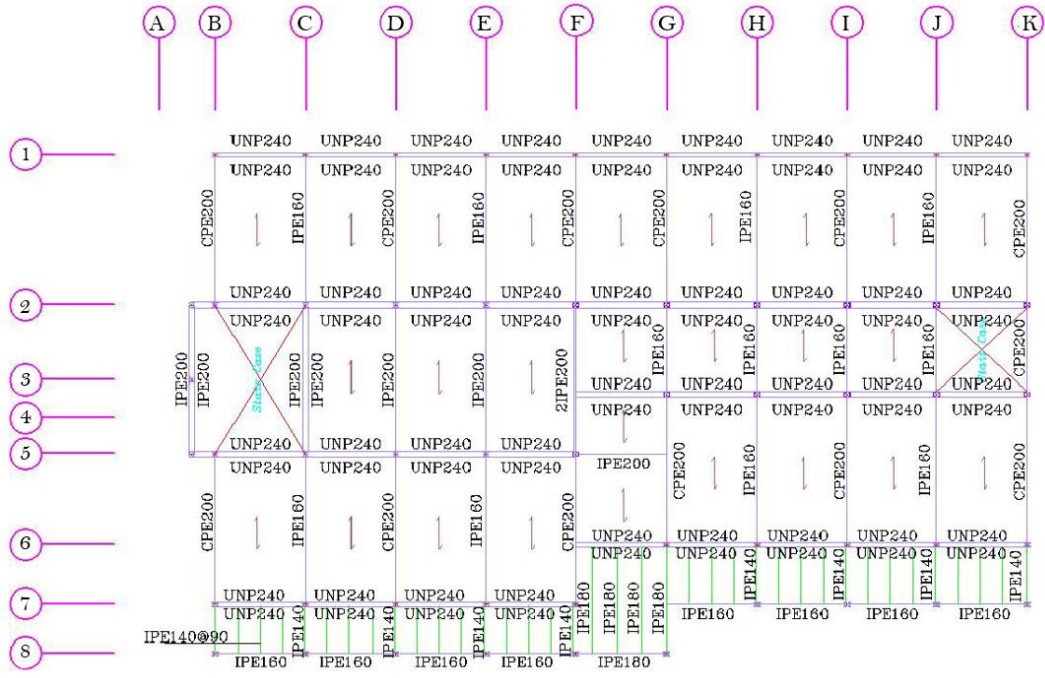 A B C D E F G H I J K
UNP240 UNP240 UNP240 UNP240 UNP240 UNP240 UNP240 UNP240 UNP240
1
UNP240 UNP240 UNP240 UNP240 UNP240 UNP240 UNP240 UNP240 UNP240
CPE200 IPE160 CPE200 IPE160 CPE200 CPE200 IPE160 CPE200 IPE160 CPE200
UNP240 UNP240 UNP240 UNP240 UNP240 UNP240 UNP240 UNP240 UNP240
2
UNP240 UNP240 UNP240 UNP240 UNP240 UNP240 UNP240 UNP240 UNP240
3
IPE200 IPE200 Stairs Case IPE200 IPE200 CPE200 IPE160 2IPE200 IPE160 IPE160 IPE160 IPE160 Stairs Case CPE200
UNP240 UNP240 UNP240 UNP240 UNP240
4
UNP240 UNP240 UNP240 UNP240 UNP240
UNP240 UNP240 UNP240 UNP240
5
UNP240 UNP240 UNP240 UNP240 IPE200
CPE200 IPE160 CPE200 IPE160 CPE200 CPE200 IPE160 CPE200 IPE160 CPE200
UNP240 UNP240 UNP240 UNP240 UNP240
6
UNP240 UNP240 UNP240 UNP240 UNP240
IPE180 IPE180 IPE180 IPE180 IPE140 IPE140 IPE140 IPE140
UNP240 UNP240 UNP240 UNP240
7
IPE160 IPE160 IPE160 IPE160
UNP240 UNP240 UNP240 UNP240
IPE140 IPE140 IPE140 IPE140
IPE140@90
8
IPE160 IPE160 IPE160 IPE160 IPE180